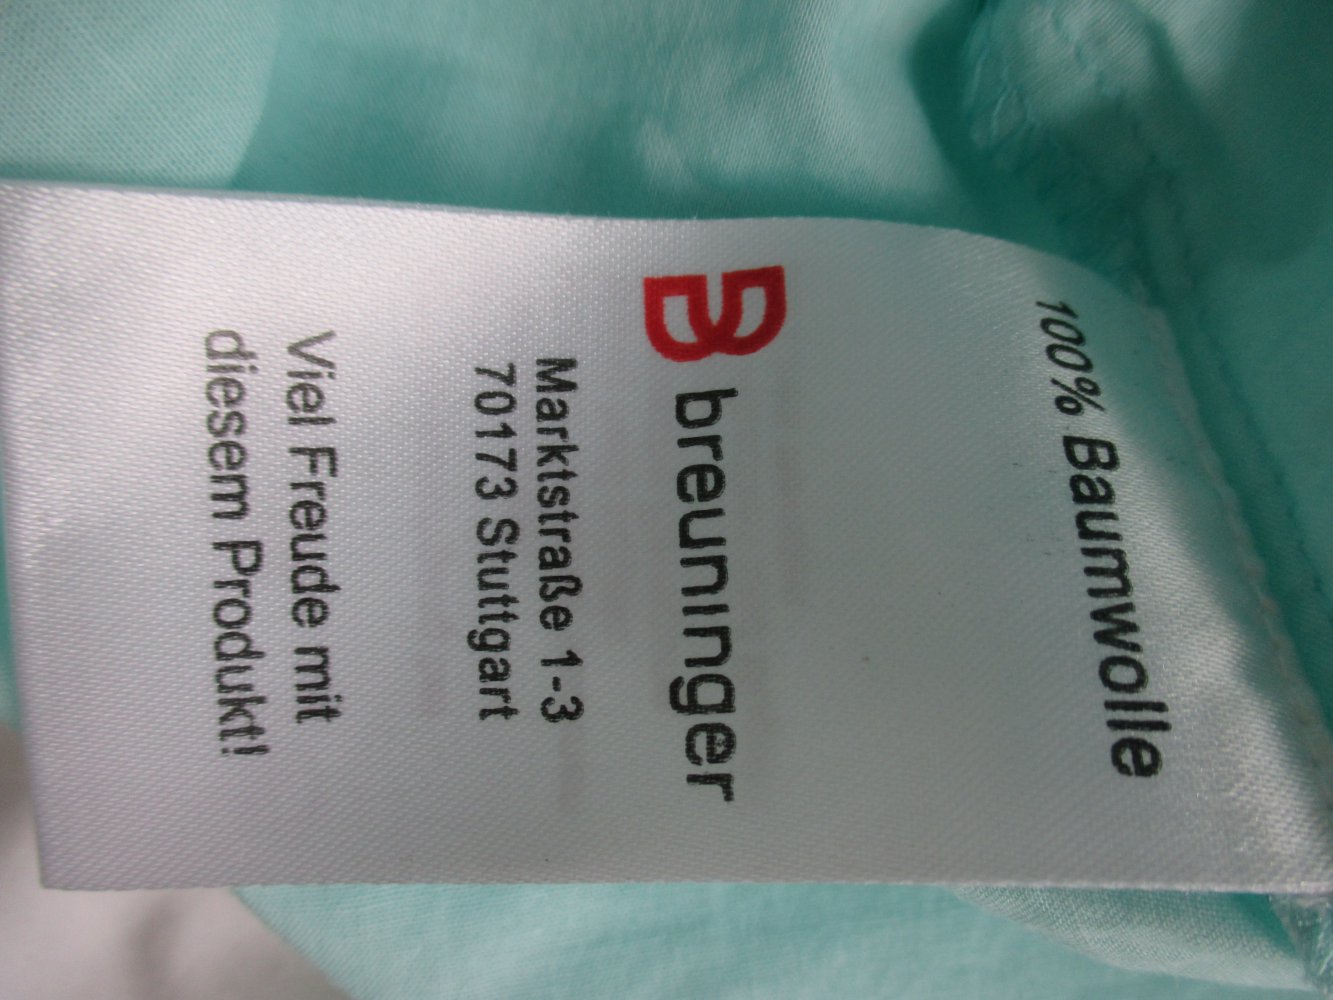 100% Baumwolle
B breuninger
Marktstraße 1-3
70173 Stuttgart
Viel Freude mit
diesem Produkt!